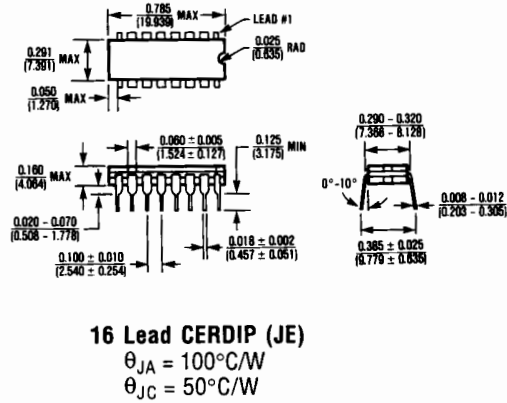 0.785
(19.939) MAX
LEAD #1
0.291
(7.391) MAX
0.025
(0.635) RAD
0.050
(1.270) MAX
0.060 ± 0.005
(1.524 ± 0.127)
0.125
(3.175) MIN
0.160
(4.064) MAX
0.020 - 0.070
(0.508 - 1.778)
0.018 ± 0.002
(0.457 ± 0.051)
0.100 ± 0.010
(2.540 ± 0.254)
0.290 - 0.320
(7.366 - 8.128)
0°-10°
0.008 - 0.012
(0.203 - 0.305)
0.385 ± 0.025
(9.779 ± 0.635)
16 Lead CERDIP (JE)
θJA = 100°C/W
θJC = 50°C/W